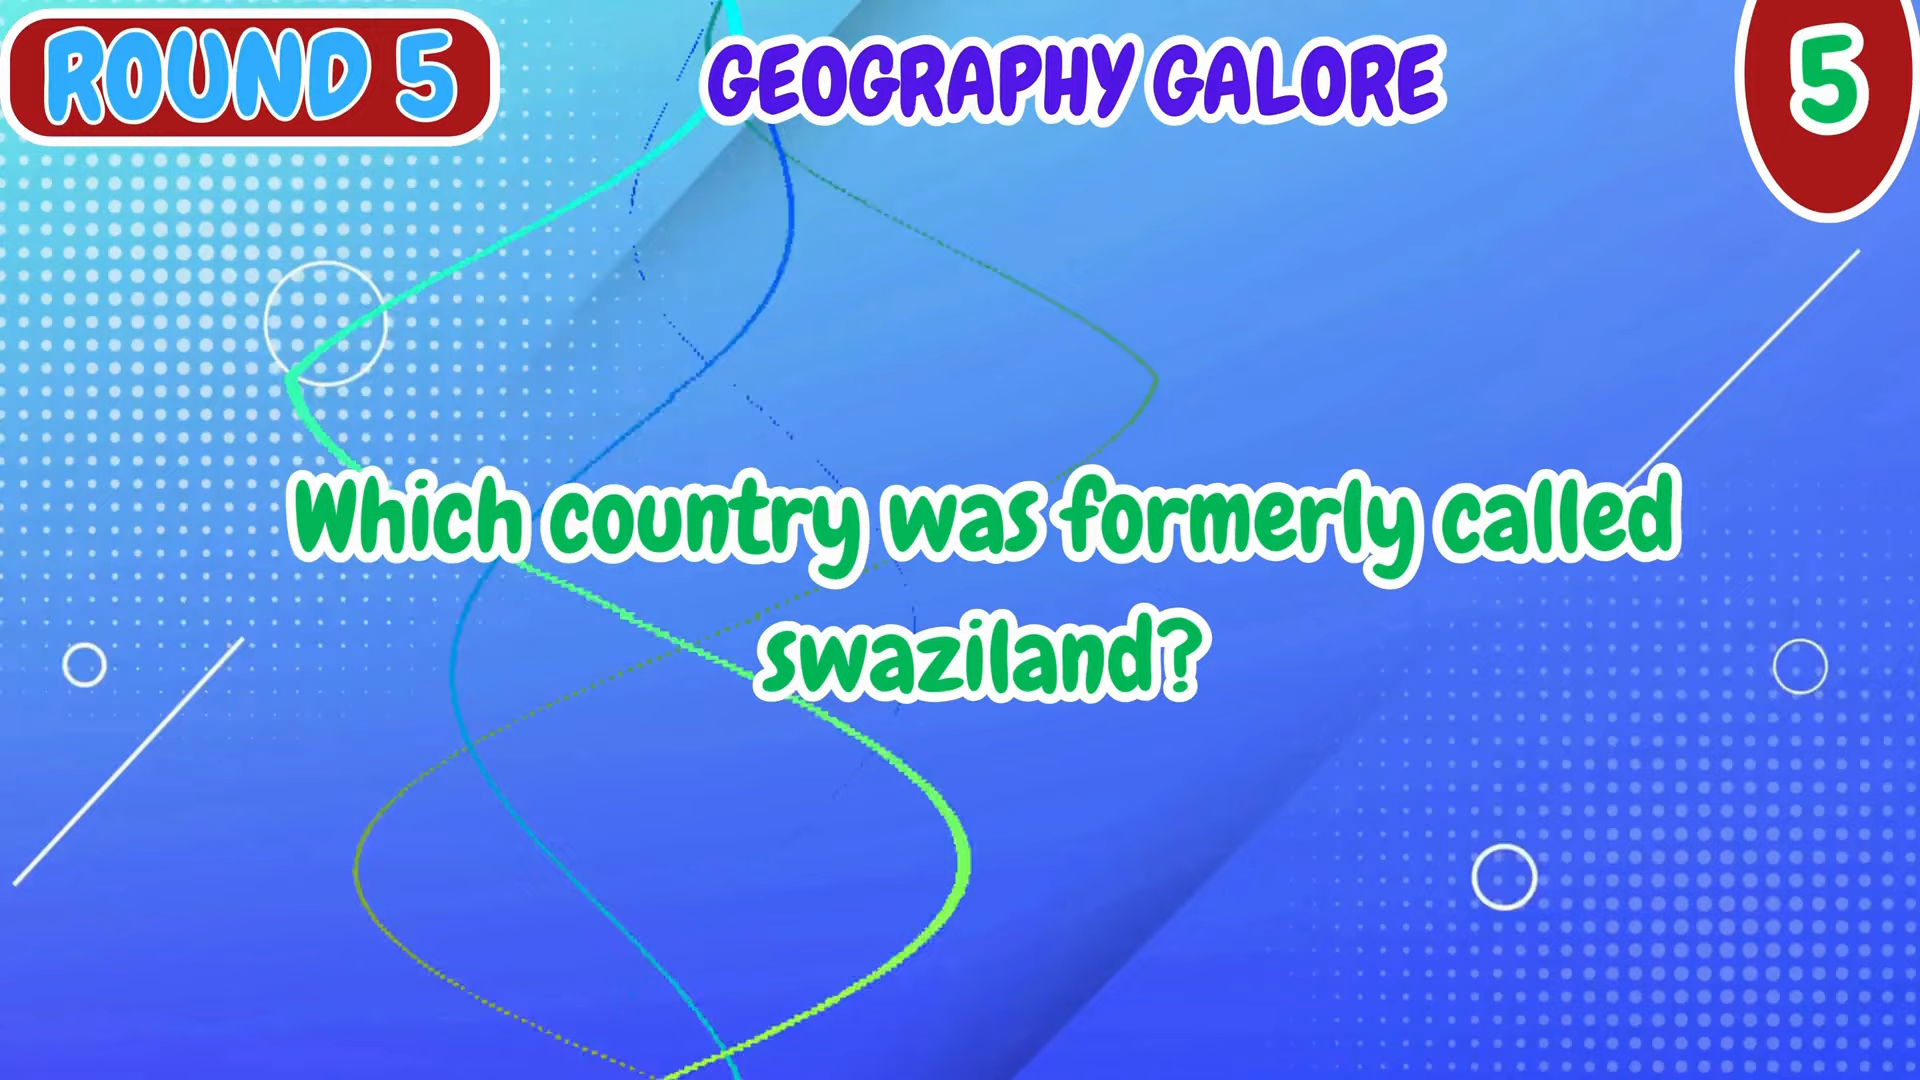 ROUND 5
GEOGRAPHY GALORE
5
Which country was formerly called
swaziland?